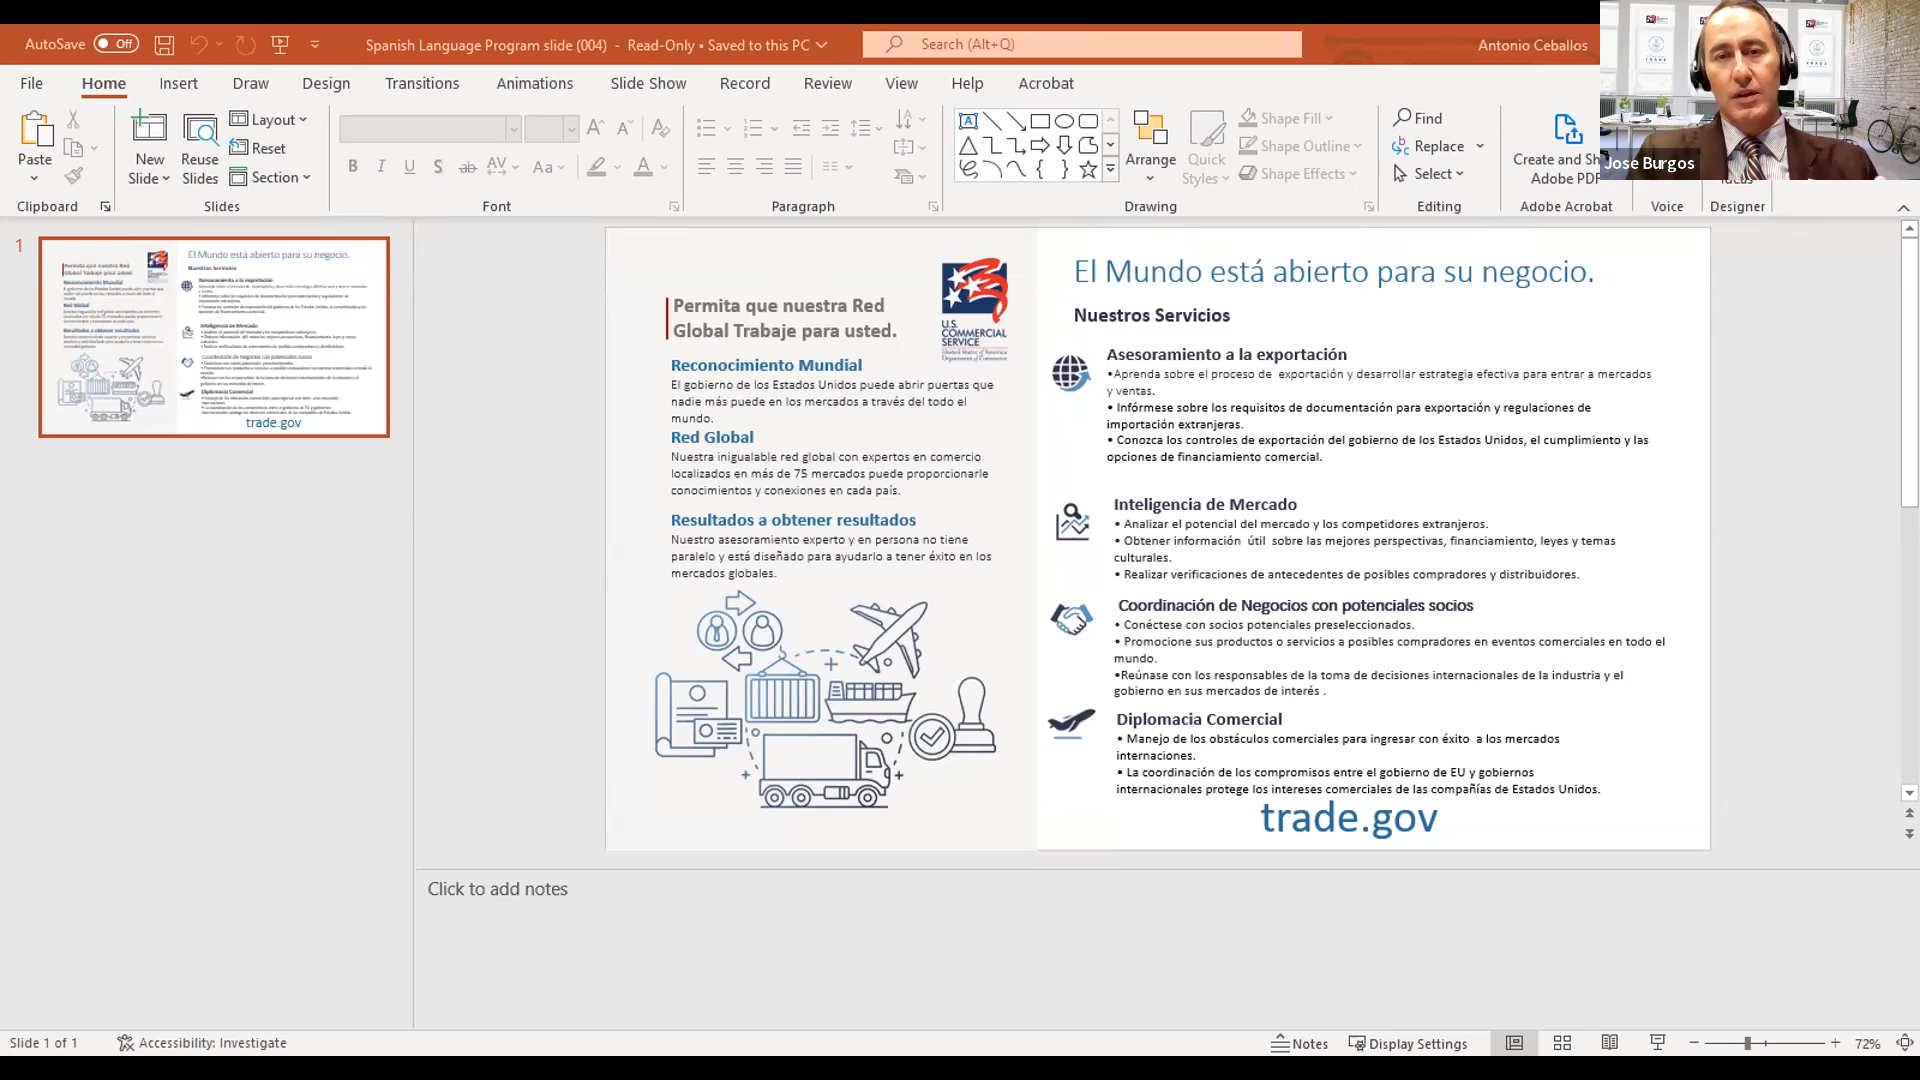 AutoSave Off
Spanish Language Program slide (004) - Read-Only • Saved to this PC
Search (Alt+Q)
Antonio Ceballos
File Home Insert Draw Design Transitions Animations Slide Show Record Review View Help Acrobat
Paste
Clipboard
New Slide
Reuse Slides
Layout
Reset
Section
Slides
Font
Paragraph
Arrange
Quick Styles
Shape Fill
Shape Outline
Shape Effects
Drawing
Find
Replace
Select
Editing
Create and Sh
Adobe PDF
Adobe Acrobat
Voice
Designer
Jose Burgos
1
Permita que nuestra Red
Global Trabaje para usted.
U.S.
COMMERCIAL
SERVICE
United States of America
Department of Commerce
Reconocimiento Mundial
El gobierno de los Estados Unidos puede abrir puertas que
nadie más puede en los mercados a través del todo el
mundo.
Red Global
Nuestra inigualable red global con expertos en comercio
localizados en más de 75 mercados puede proporcionarle
conocimientos y conexiones en cada país.
Resultados a obtener resultados
Nuestro asesoramiento experto y en persona no tiene
paralelo y está diseñado para ayudarlo a tener éxito en los
mercados globales.
El Mundo está abierto para su negocio.
Nuestros Servicios
Asesoramiento a la exportación
•Aprenda sobre el proceso de exportación y desarrollar estrategia efectiva para entrar a mercados
y ventas.
• Infórmese sobre los requisitos de documentación para exportación y regulaciones de
importación extranjeras.
• Conozca los controles de exportación del gobierno de los Estados Unidos, el cumplimiento y las
opciones de financiamiento comercial.
Inteligencia de Mercado
• Analizar el potencial del mercado y los competidores extranjeros.
• Obtener información útil sobre las mejores perspectivas, financiamiento, leyes y temas
culturales.
• Realizar verificaciones de antecedentes de posibles compradores y distribuidores.
Coordinación de Negocios con potenciales socios
• Conéctese con socios potenciales preseleccionados.
• Promocione sus productos o servicios a posibles compradores en eventos comerciales en todo el
mundo.
•Reúnase con los responsables de la toma de decisiones internacionales de la industria y el
gobierno en sus mercados de interés .
Diplomacia Comercial
• Manejo de los obstáculos comerciales para ingresar con éxito a los mercados
internaciones.
• La coordinación de los compromisos entre el gobierno de EU y gobiernos
internacionales protege los intereses comerciales de las compañías de Estados Unidos.
trade.gov
Click to add notes
Slide 1 of 1
Accessibility: Investigate
Notes
Display Settings
72%